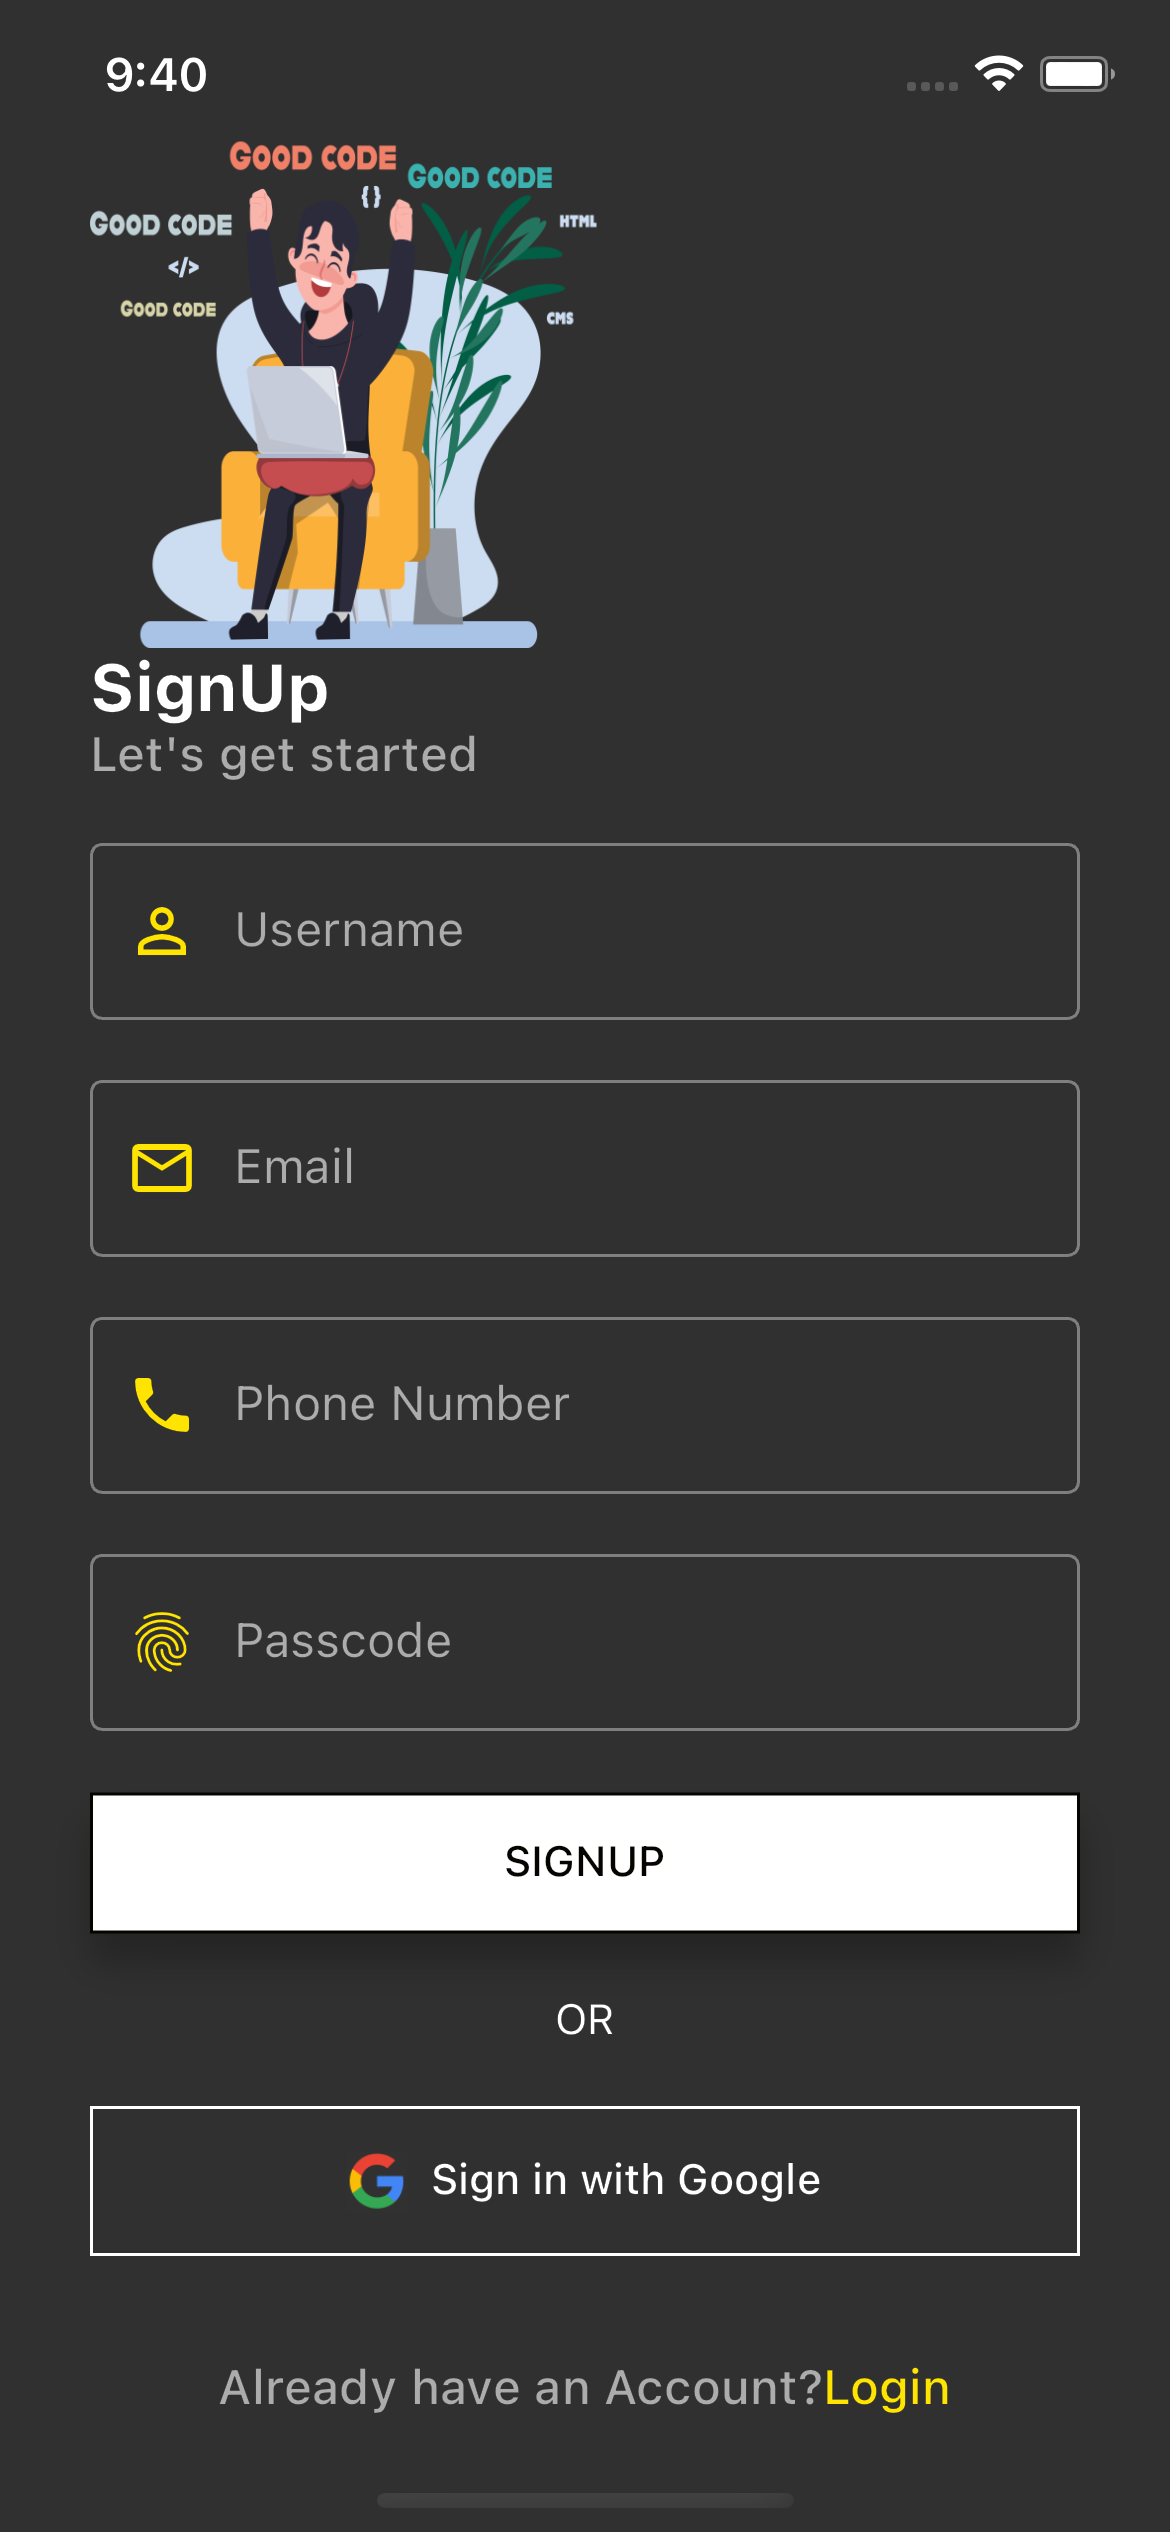 9:40
GOOD CODE
GOOD CODE
{}
GOOD CODE
HTML
</>
GOOD CODE
CMS
SignUp
Let's get started
Username
Email
Phone Number
Passcode
SIGNUP
OR
Sign in with Google
Already have an Account?Login